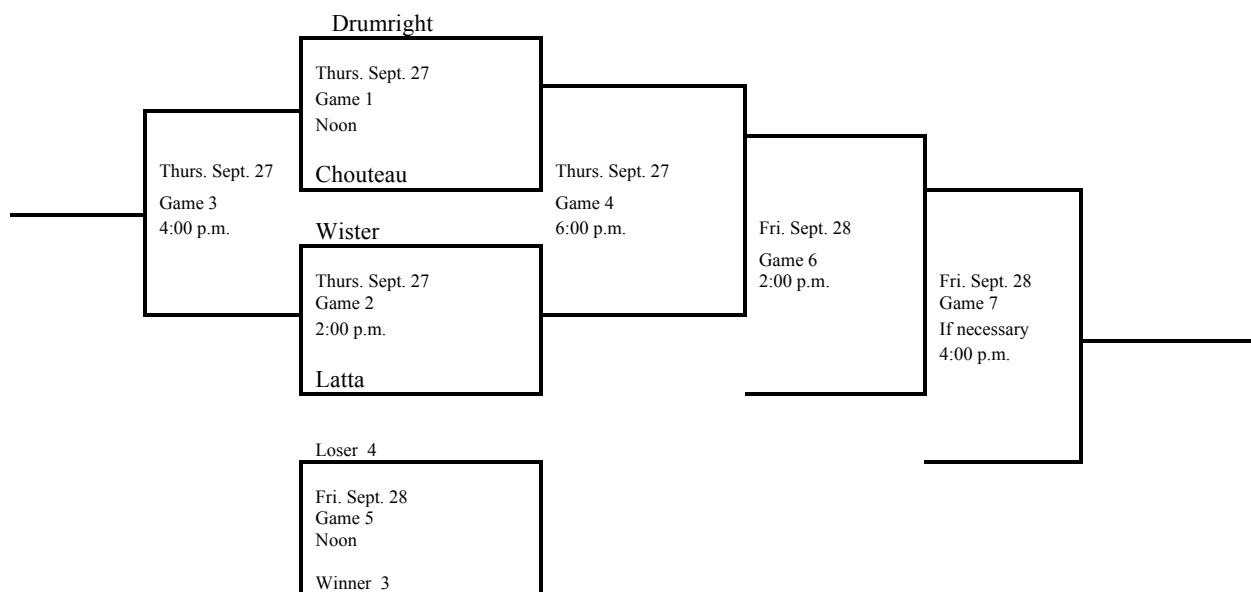 Drumright
Thurs. Sept. 27
Game 1
Noon
Chouteau
Thurs. Sept. 27
Game 3
4:00 p.m.
Thurs. Sept. 27
Game 4
6:00 p.m.
Wister
Thurs. Sept. 27
Game 2
2:00 p.m.
Latta
Fri. Sept. 28
Game 6
2:00 p.m.
Fri. Sept. 28
Game 7
If necessary
4:00 p.m.
Loser 4
Fri. Sept. 28
Game 5
Noon
Winner 3